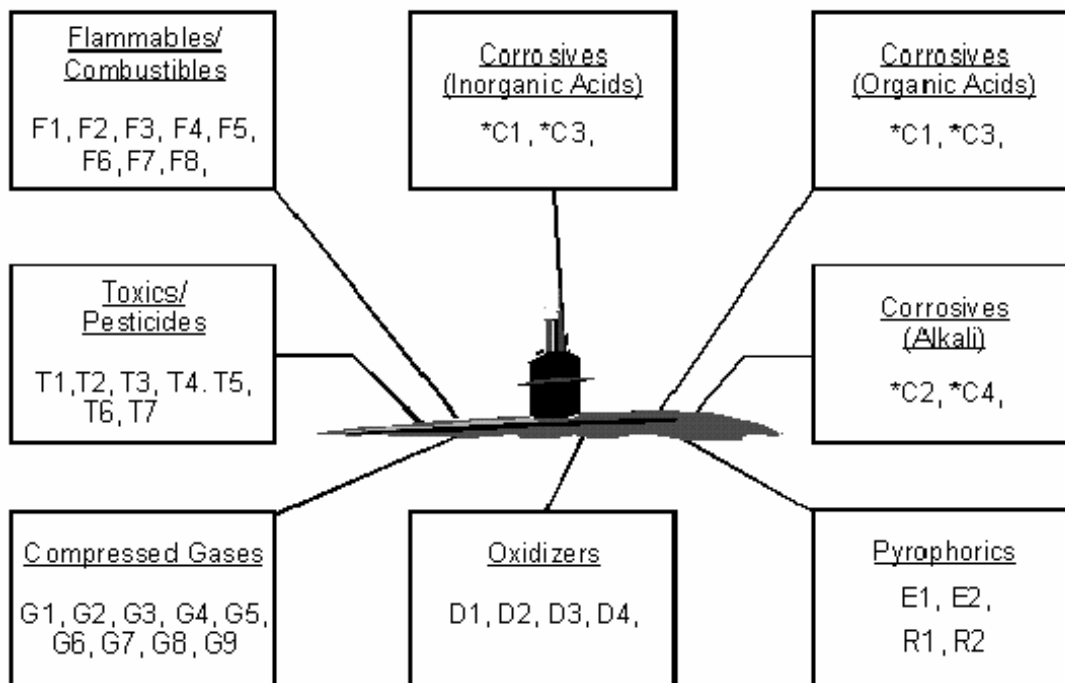 Flammables/
Combustibles
F1, F2, F3, F4, F5,
F6, F7, F8,
Corrosives
(Inorganic Acids)
*C1, *C3,
Corrosives
(Organic Acids)
*C1, *C3,
Toxics/
Pesticides
T1,T2, T3, T4. T5,
T6, T7
Corrosives
(Alkali)
*C2, *C4,
Compressed Gases
G1, G2, G3, G4, G5,
G6, G7, G8, G9
Oxidizers
D1, D2, D3, D4,
Pyrophorics
E1, E2,
R1, R2